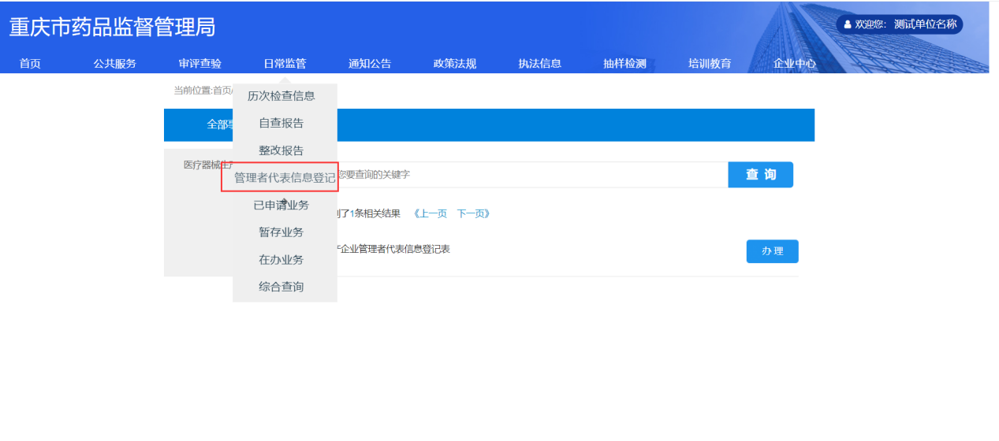 重庆市药品监督管理局
欢迎您: 测试单位名称
首页 公共服务 审评查验 日常监管 通知公告 政策法规 执法信息 抽样检测 培训教育 企业中心
当前位置:首页/
历次检查信息
全部
自查报告
整改报告
医疗器械生
管理者代表信息登记
您要查询的关键字
查 询
已申请业务
了1条相关结果 《上一页 下一页》
暂存业务
企业管理者代表信息登记表
办 理
在办业务
综合查询